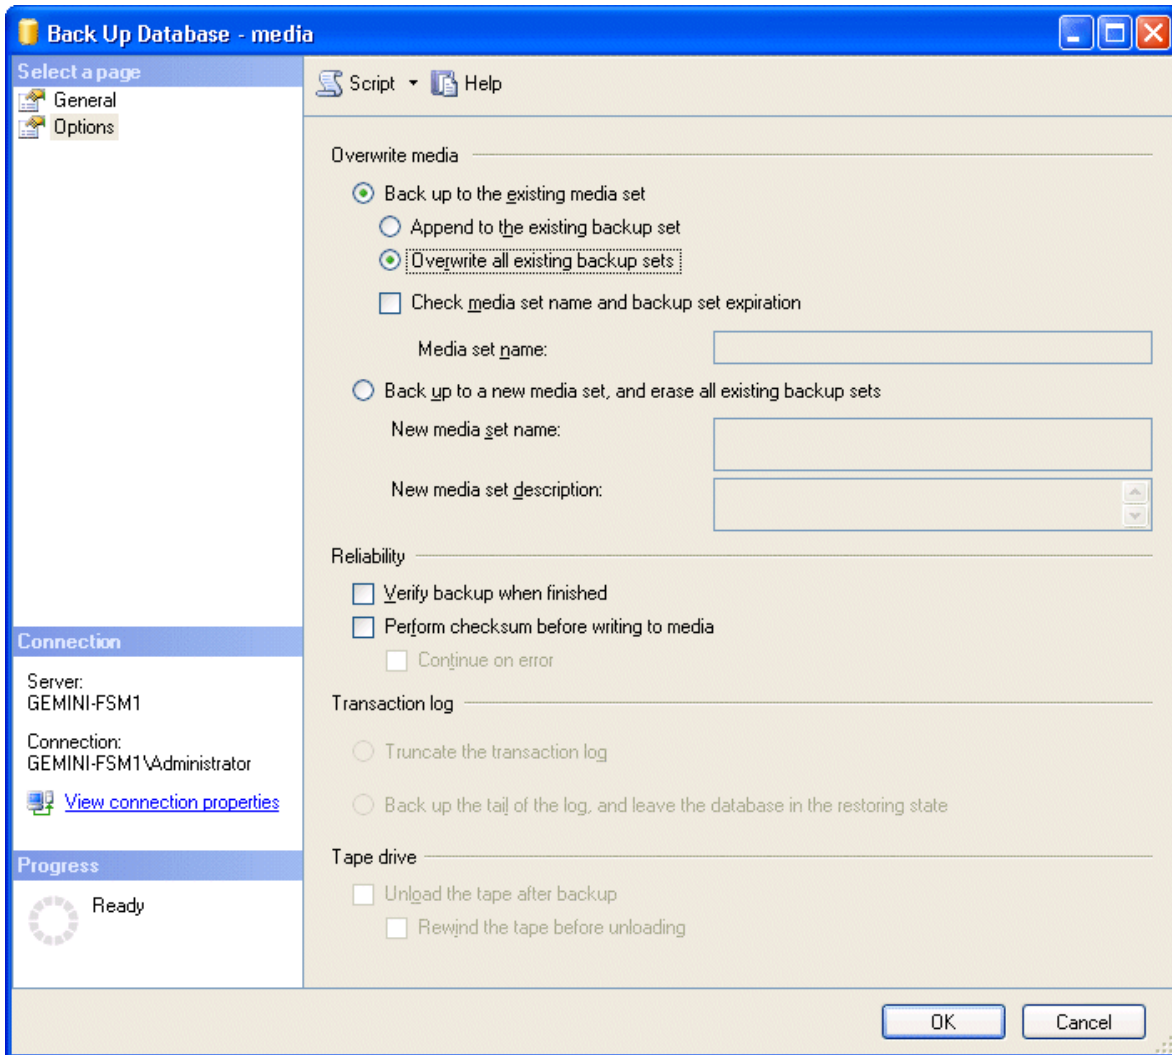 Back Up Database - media
Select a page
General
Options
Script
Help
Overwrite media
Back up to the existing media set
Append to the existing backup set
Overwrite all existing backup sets
Check media set name and backup set expiration
Media set name:
Back up to a new media set, and erase all existing backup sets
New media set name:
New media set description:
Reliability
Verify backup when finished
Perform checksum before writing to media
Continue on error
Transaction log
Truncate the transaction log
Back up the tail of the log, and leave the database in the restoring state
Tape drive
Unload the tape after backup
Rewind the tape before unloading
Connection
Server:
GEMINI-FSM1
Connection:
GEMINI-FSM1\Administrator
View connection properties
Progress
Ready
OK
Cancel